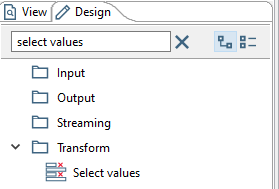 View Design
select values
Input
Output
Streaming
Transform
Select values